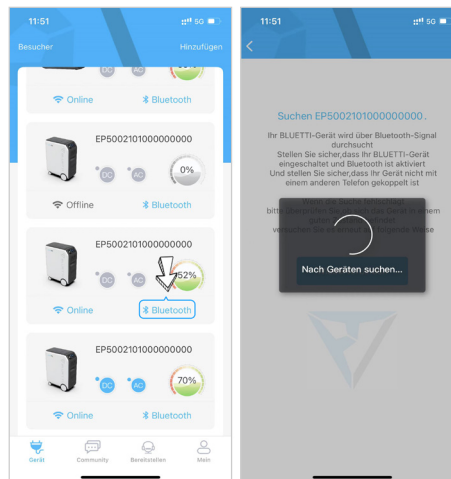 11:51
5G
Besucher
Hinzufügen
DC
AC
Online
Bluetooth
EP5002101000000000
DC
AC
0%
Offline
Bluetooth
EP5002101000000000
DC
AC
52%
Online
Bluetooth
EP5002101000000000
DC
AC
70%
Online
Bluetooth
Gerät
Community
Bereitstellen
Mein
11:51
5G
Suchen EP5002101000000000.
Ihr BLUETTI-Gerät wird über Bluetooth-Signal
durchsucht
Stellen Sie sicher,dass Ihr BLUETTI-Gerät
eingeschaltet und Bluetooth ist aktiviert
Und stellen Sie sicher,dass Ihr Gerät nicht mit
einem anderen Telefon gekoppelt ist
Nach Geräten suchen...